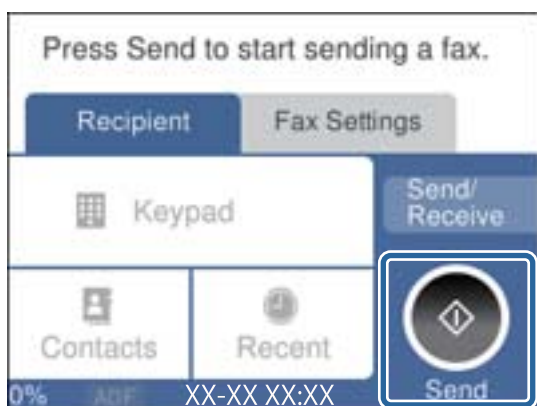 Press Send to start sending a fax.
Recipient
Fax Settings
Keypad
Send/
Receive
Contacts
Recent
Send
0%
ADF
XX-XX XX:XX